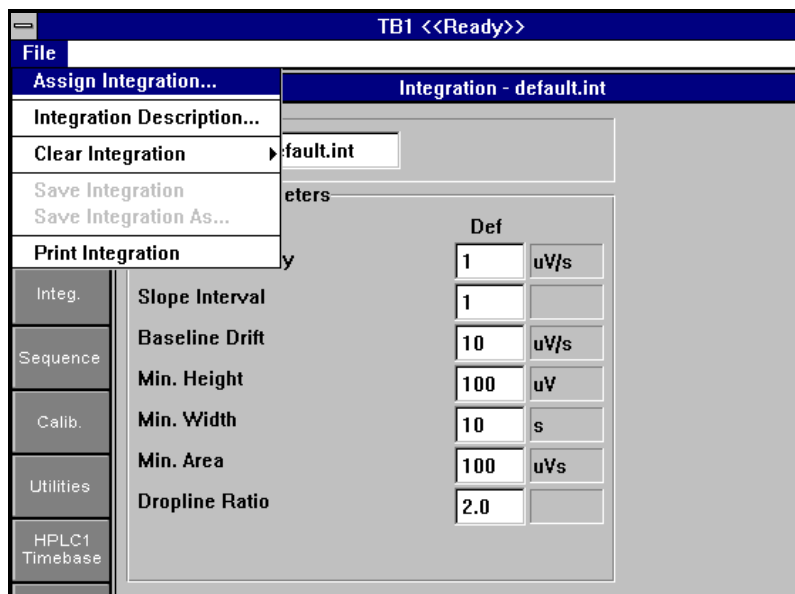 TB1 <<Ready>>
File
Assign Integration...
Integration - default.int
Integration Description...
Clear Integration
fault.int
Save Integration
eters
Save Integration As...
Def
Print Integration
y 1 uV/s
Integ.
Slope Interval 1
Baseline Drift 10 uV/s
Sequence
Min. Height 100 uV
Calib.
Min. Width 10 s
Min. Area 100 uVs
Utilities
Dropline Ratio 2.0
HPLC1
Timebase